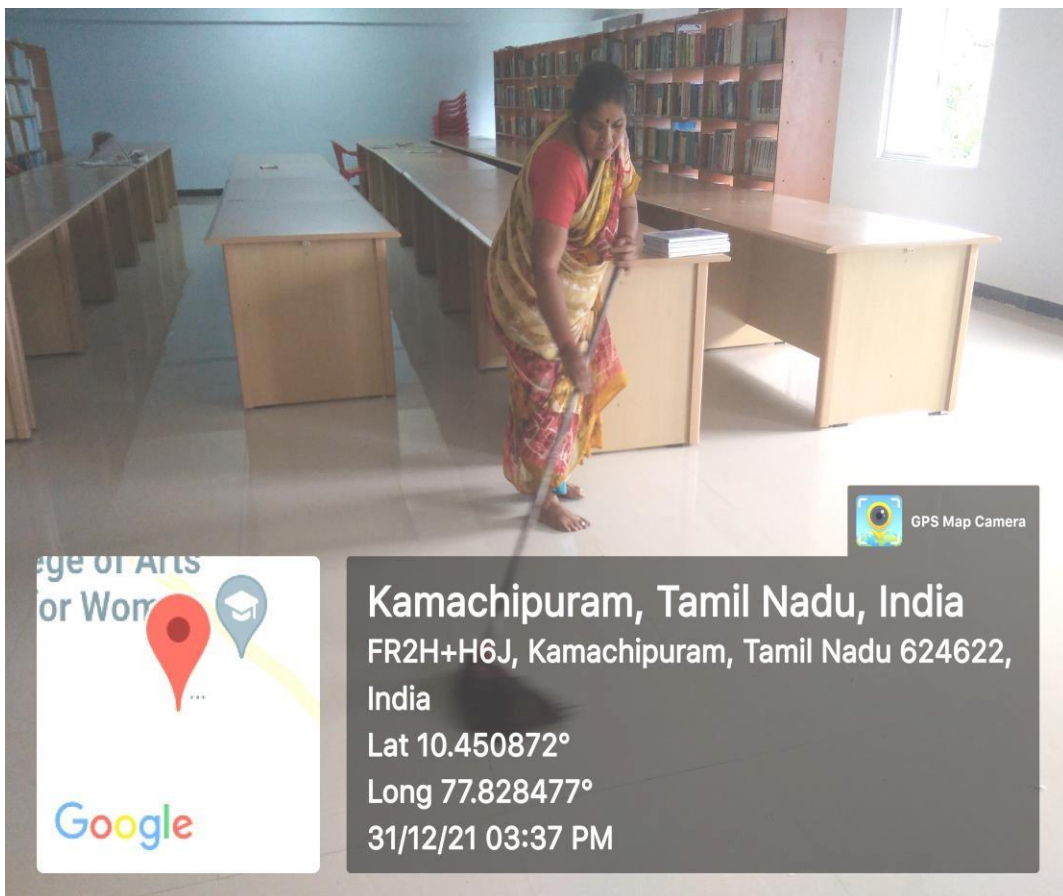 GPS Map Camera
ege of Arts
or Wom
Google
Kamachipuram, Tamil Nadu, India
FR2H+H6J, Kamachipuram, Tamil Nadu 624622,
India
Lat 10.450872°
Long 77.828477°
31/12/21 03:37 PM